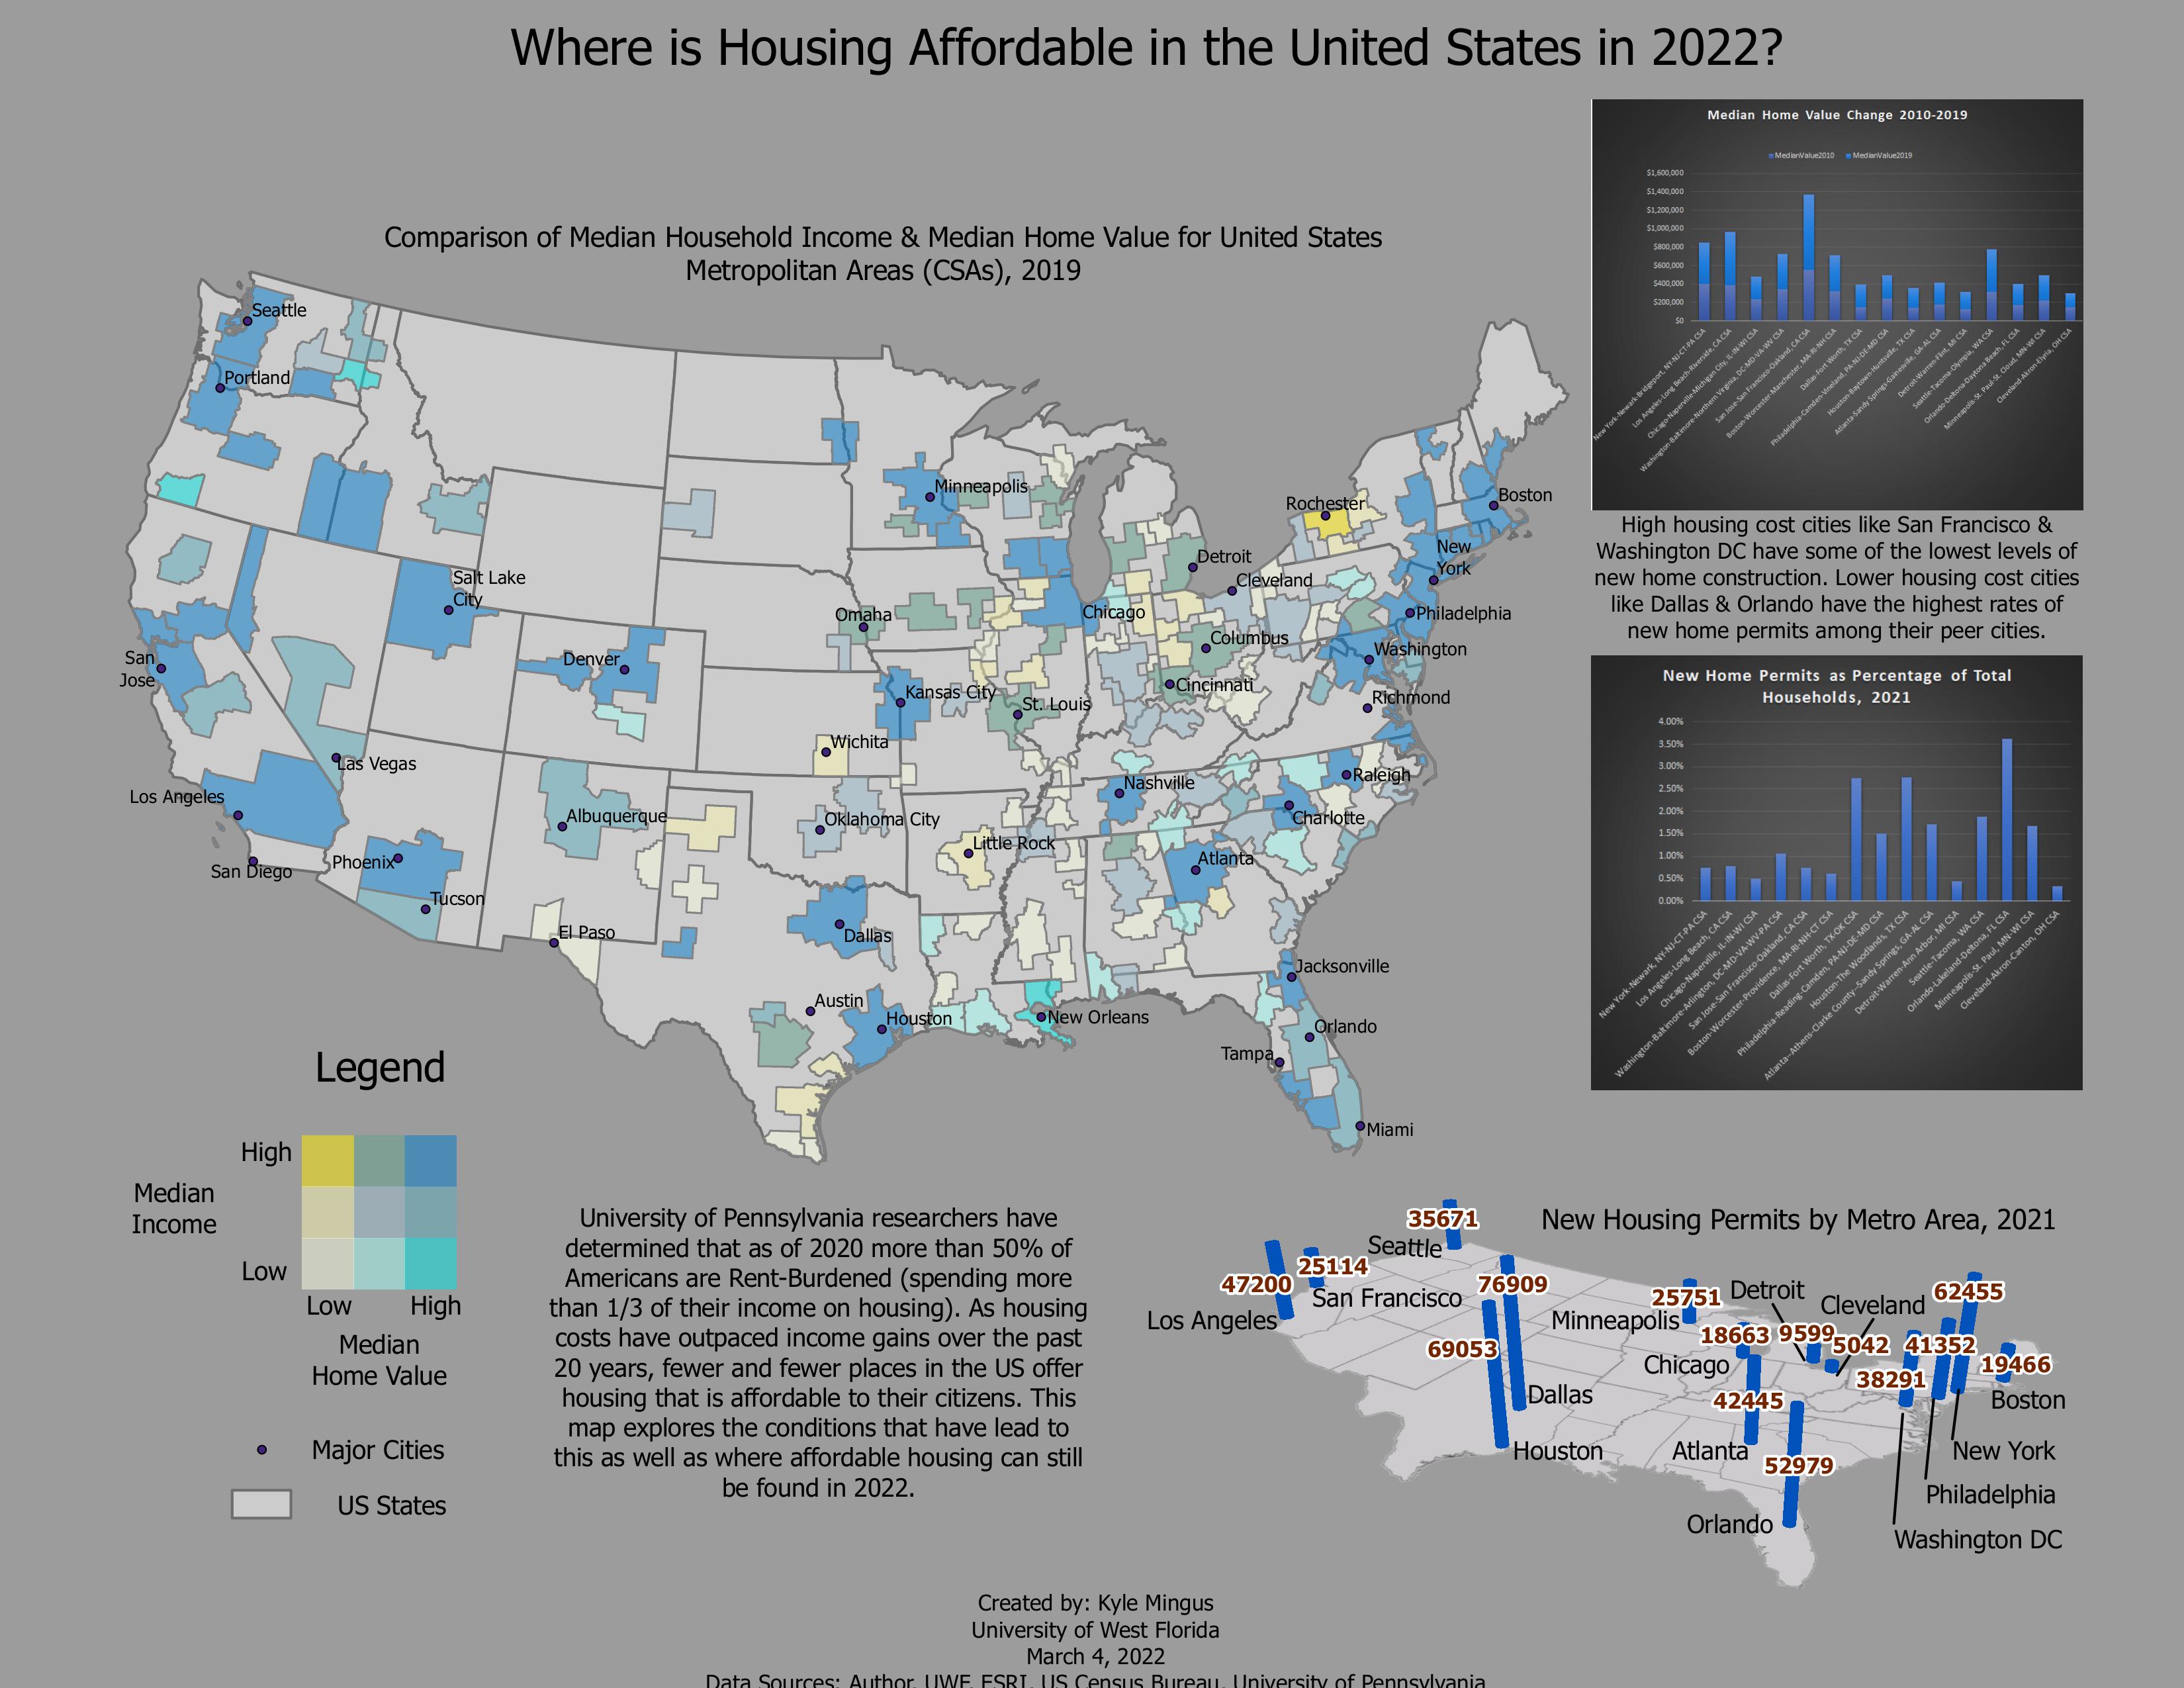 Where is Housing Affordable in the United States in 2022?
Comparison of Median Household Income & Median Home Value for United States
Metropolitan Areas (CSAs), 2019
Seattle
Portland
Minneapolis
Rochester
Boston
Detroit
New
York
Cleveland
Salt Lake
City
Omaha
Chicago
Philadelphia
Columbus
Washington
San
Jose
Denver
Kansas City
Cincinnati
St. Louis
Richmond
Wichita
Las Vegas
Raleigh
Nashville
Los Angeles
Albuquerque
Oklahoma City
Charlotte
Little Rock
Atlanta
San Diego
Phoenix
Tucson
El Paso
Dallas
Jacksonville
Austin
Houston
New Orleans
Orlando
Tampa
Miami
Median Home Value Change 2010-2019
MedianValue2010 MedianValue2019
$1,600,000
$1,400,000
$1,200,000
$1,000,000
$800,000
$600,000
$400,000
$200,000
$0
New York-Newark-Bridgeport, NY-NJ-CT-PA CSA
Los Angeles-Long Beach-Riverside, CA CSA
Chicago-Naperville-Michigan City, IL-IN-WI CSA
Washington-Baltimore-Northern Virginia, DC-MD-VA-WV CSA
San Jose-San Francisco-Oakland, CA CSA
Boston-Worcester-Manchester, MA-RI-NH CSA
Dallas-Fort Worth, TX CSA
Philadelphia-Camden-Vineland, PA-NJ-DE-MD CSA
Houston-Baytown-Huntsville, TX CSA
Atlanta-Sandy Springs-Gainesville, GA-AL CSA
Detroit-Warren-Flint, MI CSA
Seattle-Tacoma-Olympia, WA CSA
Orlando-Deltona-Daytona Beach, FL CSA
Minneapolis-St. Paul-St. Cloud, MN-WI CSA
Cleveland-Akron-Elyria, OH CSA
High housing cost cities like San Francisco &
Washington DC have some of the lowest levels of
new home construction. Lower housing cost cities
like Dallas & Orlando have the highest rates of
new home permits among their peer cities.
New Home Permits as Percentage of Total
Households, 2021
4.00%
3.50%
3.00%
2.50%
2.00%
1.50%
1.00%
0.50%
0.00%
New York-Newark, NY-NJ-CT-PA CSA
Los Angeles-Long Beach, CA CSA
Chicago-Naperville, IL-IN-WI CSA
Washington-Baltimore-Arlington, DC-MD-VA-WV-PA CSA
San Jose-San Francisco-Oakland, CA CSA
Boston-Worcester-Providence, MA-RI-NH-CT CSA
Dallas-Fort Worth, TX-OK CSA
Philadelphia-Reading-Camden, PA-NJ-DE-MD CSA
Houston-The Woodlands, TX CSA
Atlanta--Athens-Clarke County--Sandy Springs, GA-AL CSA
Detroit-Warren-Ann Arbor, MI CSA
Seattle-Tacoma, WA CSA
Orlando-Lakeland-Deltona, FL CSA
Minneapolis-St. Paul, MN-WI CSA
Cleveland-Akron-Canton, OH CSA
Legend
High
Median
Income
Low
Low High
Median
Home Value
Major Cities
US States
University of Pennsylvania researchers have
determined that as of 2020 more than 50% of
Americans are Rent-Burdened (spending more
than 1/3 of their income on housing). As housing
costs have outpaced income gains over the past
20 years, fewer and fewer places in the US offer
housing that is affordable to their citizens. This
map explores the conditions that have lead to
this as well as where affordable housing can still
be found in 2022.
New Housing Permits by Metro Area, 2021
35671
Seattle
25114
San Francisco
47200
Los Angeles
76909
Dallas
69053
Houston
25751
Minneapolis
Detroit
9599
Cleveland
5042
18663
Chicago
62455
41352
38291
19466
Boston
42445
Atlanta
52979
Orlando
New York
Philadelphia
Washington DC
Created by: Kyle Mingus
University of West Florida
March 4, 2022
Data Sources: Author, UWF, ESRI, US Census Bureau, University of Pennsylvania